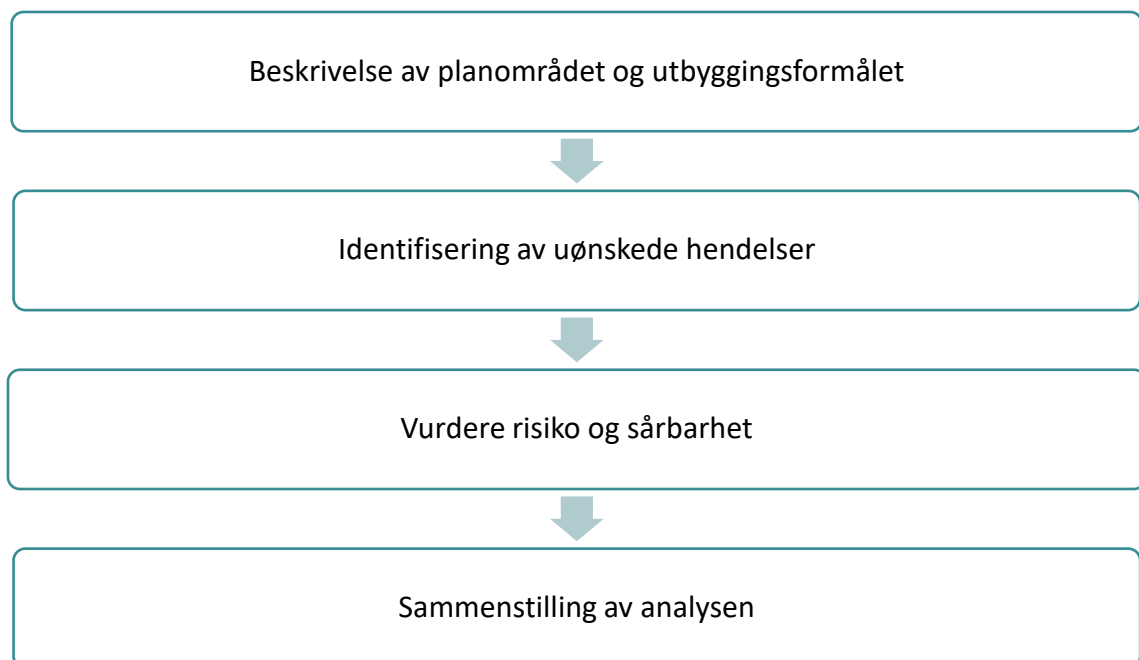 Beskrivelse av planområdet og utbyggingsformålet
Identifisering av uønskede hendelser
Vurdere risiko og sårbarhet
Sammenstilling av analysen